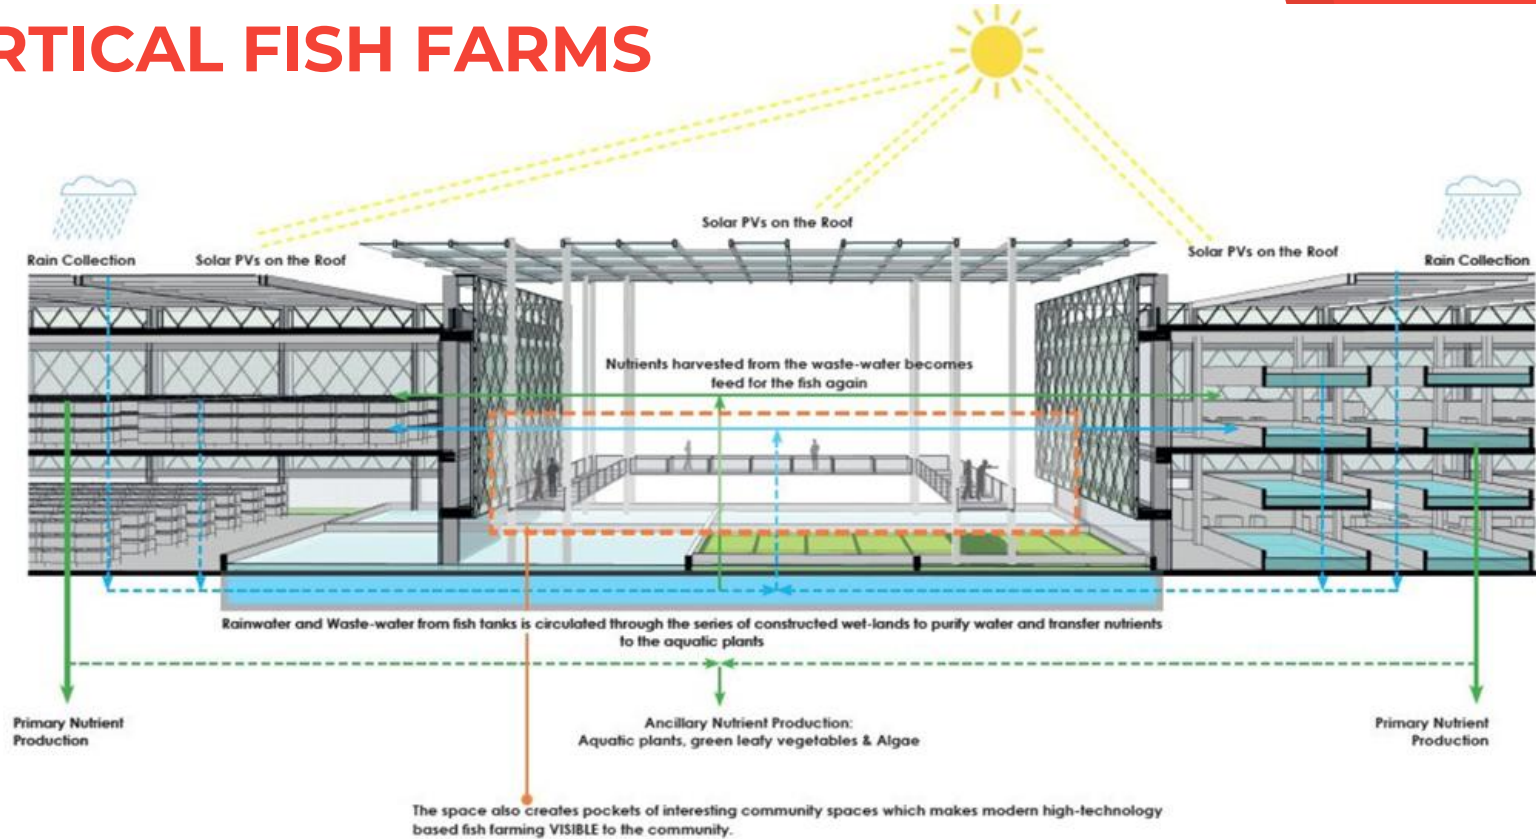 RTICAL FISH FARMS
Solar PVs on the Roof
Rain Collection
Solar PVs on the Roof
Solar PVs on the Roof
Rain Collection
Nutrients harvested from the waste-water becomes
feed for the fish again
Rainwater and Waste-water from fish tanks is circulated through the series of constructed wet-lands to purify water and transfer nutrients
to the aquatic plants
Primary Nutrient
Production
Ancillary Nutrient Production:
Aquatic plants, green leafy vegetables & Algae
Primary Nutrient
Production
The space also creates pockets of interesting community spaces which makes modern high-technology
based fish farming VISIBLE to the community.